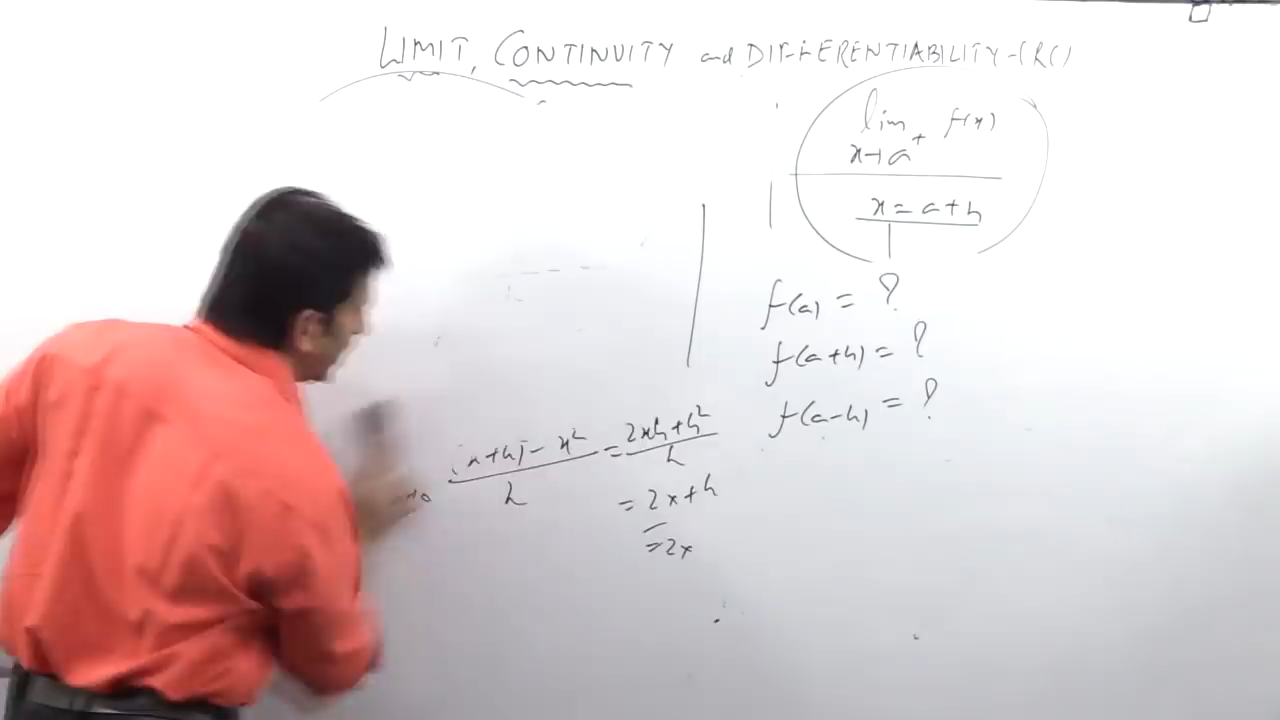 LIMIT, CONTINUITY and DIFFERENTIABILITY-(RC)
lim f(x)
x→a⁺
x = a+h
f(a) = ?
f(a+h) = ?
f(a-h) = ?
(x+h)² - x² / h = 2xh + h² / h
= 2x + h
= 2x